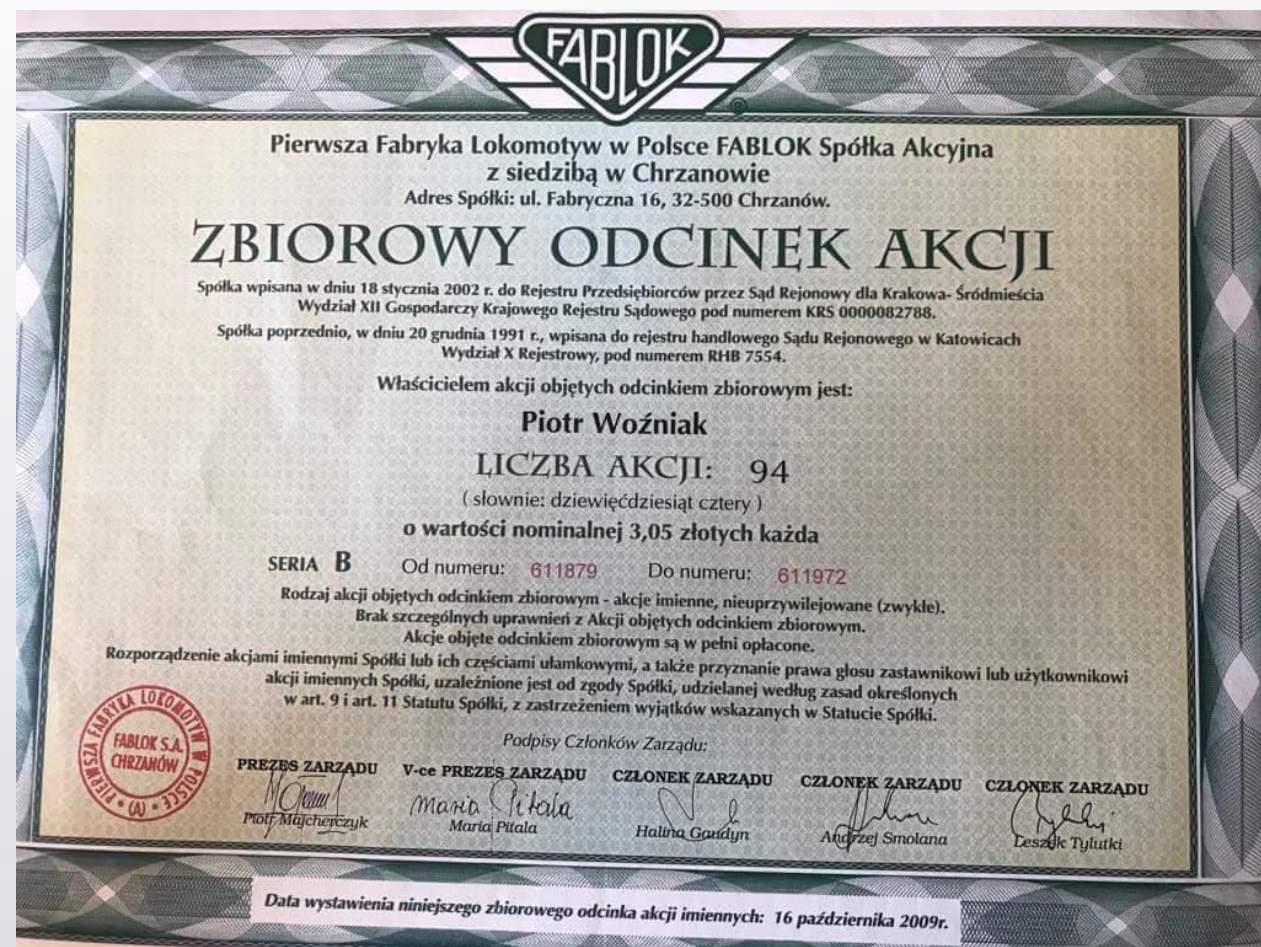 FABLOK
®
Pierwsza Fabryka Lokomotyw w Polsce FABLOK Spółka Akcyjna
z siedzibą w Chrzanowie
Adres Spółki: ul. Fabryczna 16, 32-500 Chrzanów.
ZBIOROWY ODCINEK AKCJI
Spółka wpisana w dniu 18 stycznia 2002 r. do Rejestru Przedsiębiorców przez Sąd Rejonowy dla Krakowa- Śródmieścia
Wydział XII Gospodarczy Krajowego Rejestru Sądowego pod numerem KRS 0000082788.
Spółka poprzednio, w dniu 20 grudnia 1991 r., wpisana do rejestru handlowego Sądu Rejonowego w Katowicach
Wydział X Rejestrowy, pod numerem RHB 7554.
Właścicielem akcji objętych odcinkiem zbiorowym jest:
Piotr Woźniak
LICZBA AKCJI: 94
( słownie: dziewięćdziesiąt cztery )
o wartości nominalnej 3,05 złotych każda
SERIA B Od numeru: 611879 Do numeru: 611972
Rodzaj akcji objętych odcinkiem zbiorowym - akcje imienne, nieuprzywilejowane (zwykłe).
Brak szczególnych uprawnień z Akcji objętych odcinkiem zbiorowym.
Akcje objęte odcinkiem zbiorowym są w pełni opłacone.
Rozporządzenie akcjami imiennymi Spółki lub ich częściami ułamkowymi, a także przyznanie prawa głosu zastawnikowi lub użytkownikowi
akcji imiennych Spółki, uzależnione jest od zgody Spółki, udzielanej według zasad określonych
w art. 9 i art. 11 Statutu Spółki, z zastrzeżeniem wyjątków wskazanych w Statucie Spółki.
PIERWSZA FABRYKA LOKOMOTYW W POLSCE
FABLOK S.A.
CHRZANÓW
(A)
Podpisy Członków Zarządu:
PREZES ZARZĄDU V-ce PREZES ZARZĄDU CZŁONEK ZARZĄDU CZŁONEK ZARZĄDU CZŁONEK ZARZĄDU
Maria Pitala
Piotr Majcherczyk Maria Pitala Halina Gaudyn Andrzej Smolana Leszek Tylutki
Data wystawienia niniejszego zbiorowego odcinka akcji imiennych: 16 października 2009r.